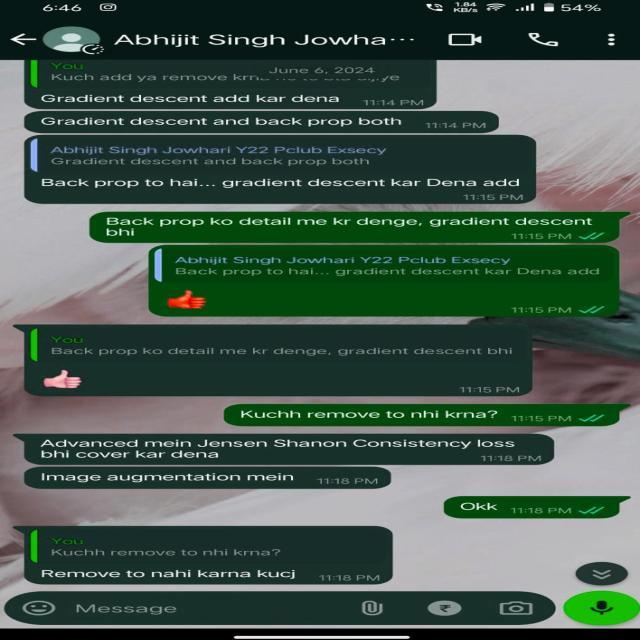 6:46
1.84
KB/s
54%
Abhijit Singh Jowha...
You
June 6, 2024
Kuch add ya remove
Gradient descent add kar dena 11:14 PM
Gradient descent and back prop both 11:14 PM
Abhijit Singh Jowhari Y22 Pclub Exsecy
Gradient descent and back prop both
Back prop to hai... gradient descent kar Dena add
11:15 PM
Back prop ko detail me kr denge, gradient descent
bhi 11:15 PM
Abhijit Singh Jowhari Y22 Pclub Exsecy
Back prop to hai... gradient descent kar Dena add
👍
11:15 PM
You
Back prop ko detail me kr denge, gradient descent bhi
👍🏻
11:15 PM
Kuchh remove to nhi krna? 11:15 PM
Advanced mein Jensen Shanon Consistency loss
bhi cover kar dena 11:18 PM
Image augmentation mein 11:18 PM
Okk 11:18 PM
You
Kuchh remove to nhi krna?
Remove to nahi karna kucj 11:18 PM
Message
₹